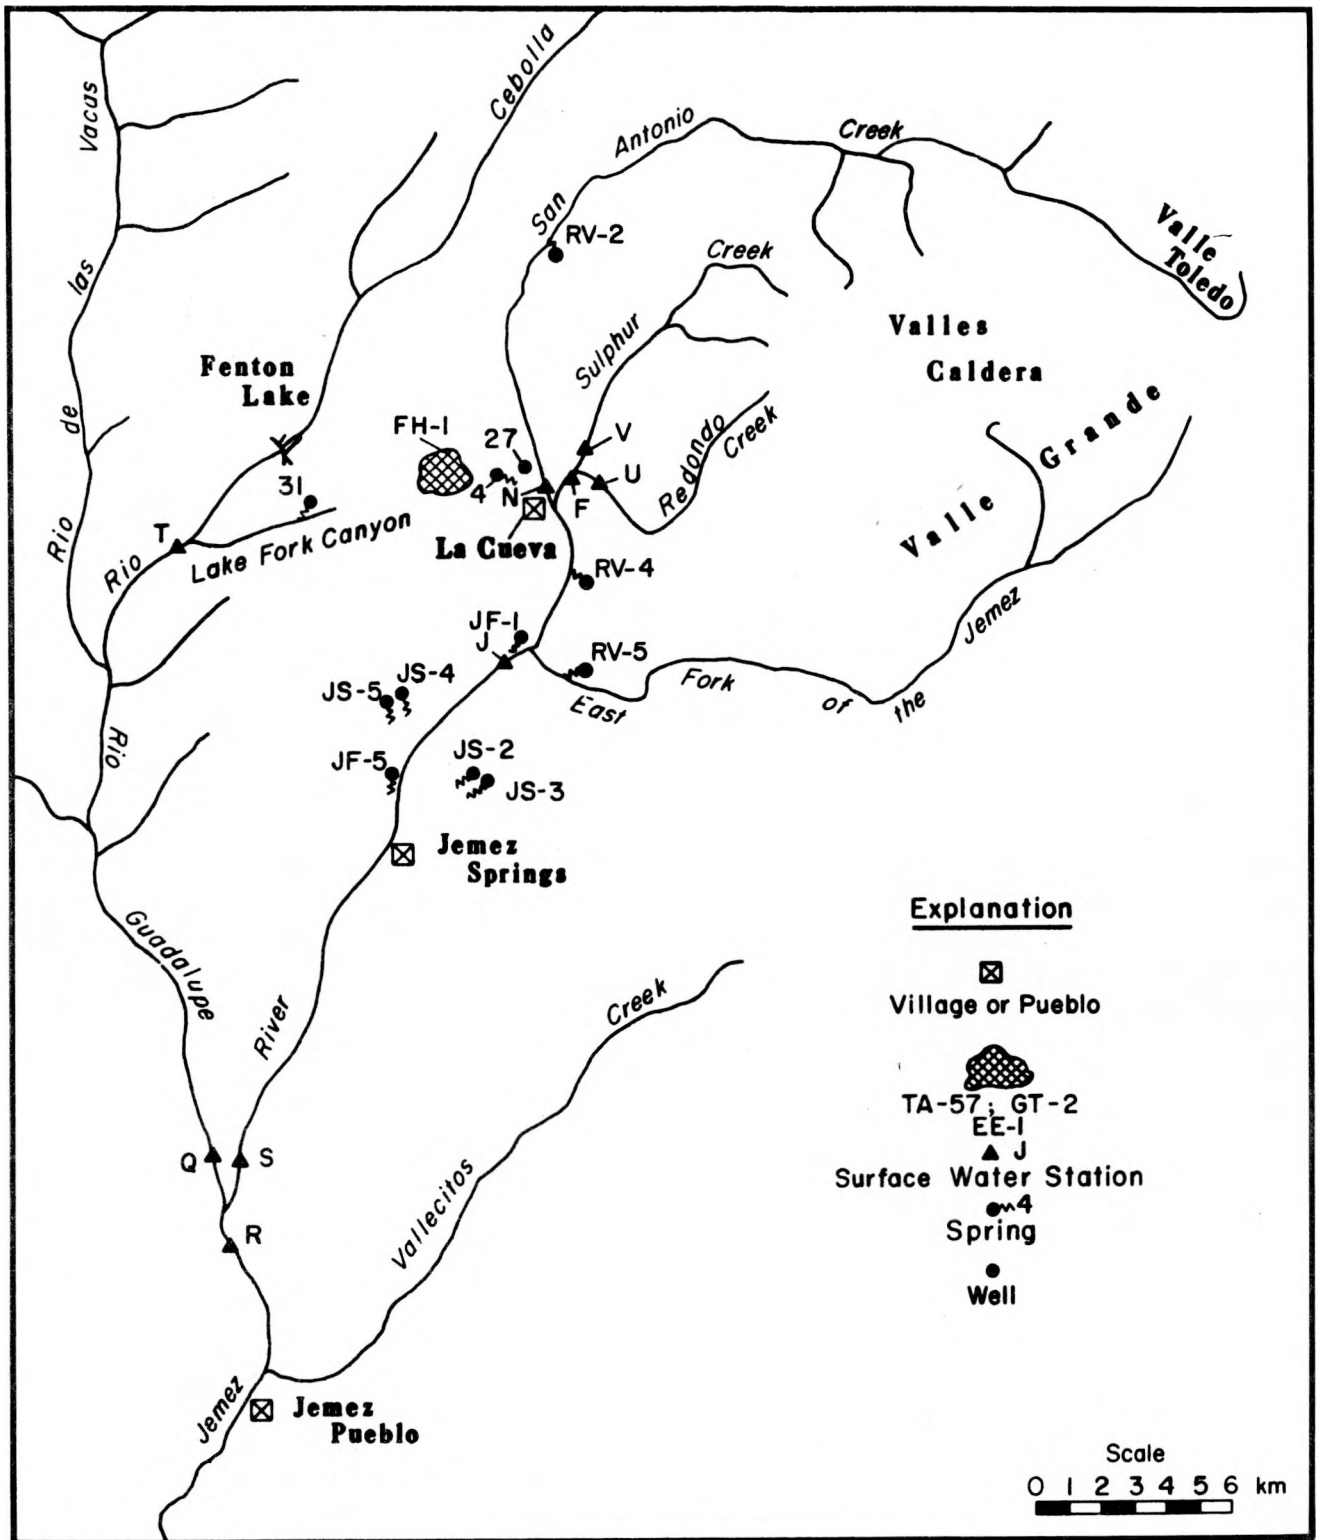 Cebolla
Vacas
Antonio
Creek
San
RV-2
Valle
Toledo
las
Creek
Sulphur
Valles
Caldera
Fenton
Lake
de
FH-1
27
V
Redondo
Creek
Valle Grande
31
4
N
F
U
T
La Cueva
Rio
Rio
Lake Fork Canyon
RV-4
JF-1
J
RV-5
East Fork of the Jemez
JS-4
JS-5
Rio
JF-5
JS-2
JS-3
Jemez
Springs
Guadalupe
River
Creek
Vallecitos
Q
S
R
Jemez
Jemez
Pueblo
Explanation
Village or Pueblo
TA-57; GT-2
EE-1
J
Surface Water Station
4
Spring
Well
Scale
0 1 2 3 4 5 6 km